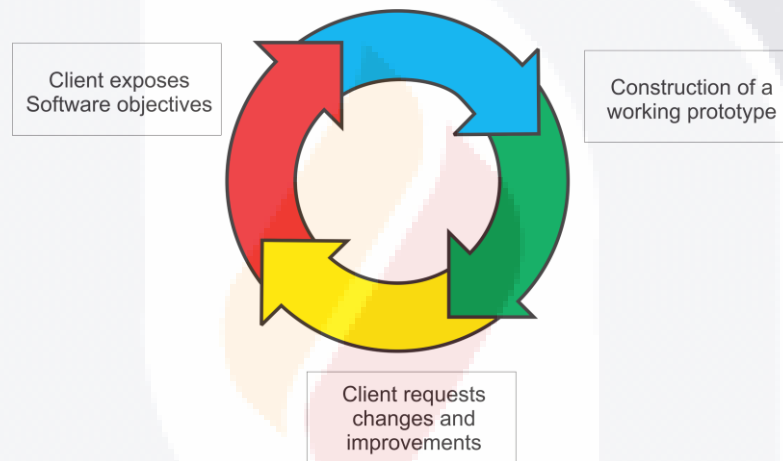 Client exposes
Software objectives
Construction of a
working prototype
Client requests
changes and
improvements